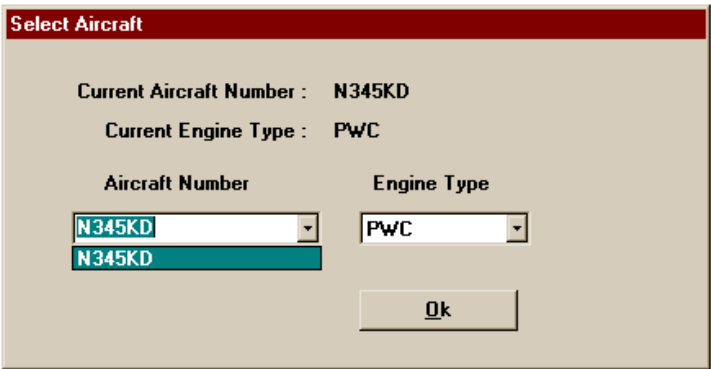 Select Aircraft
Current Aircraft Number : N345KD
Current Engine Type : PWC
Aircraft Number Engine Type
N345KD PWC
N345KD
Ok